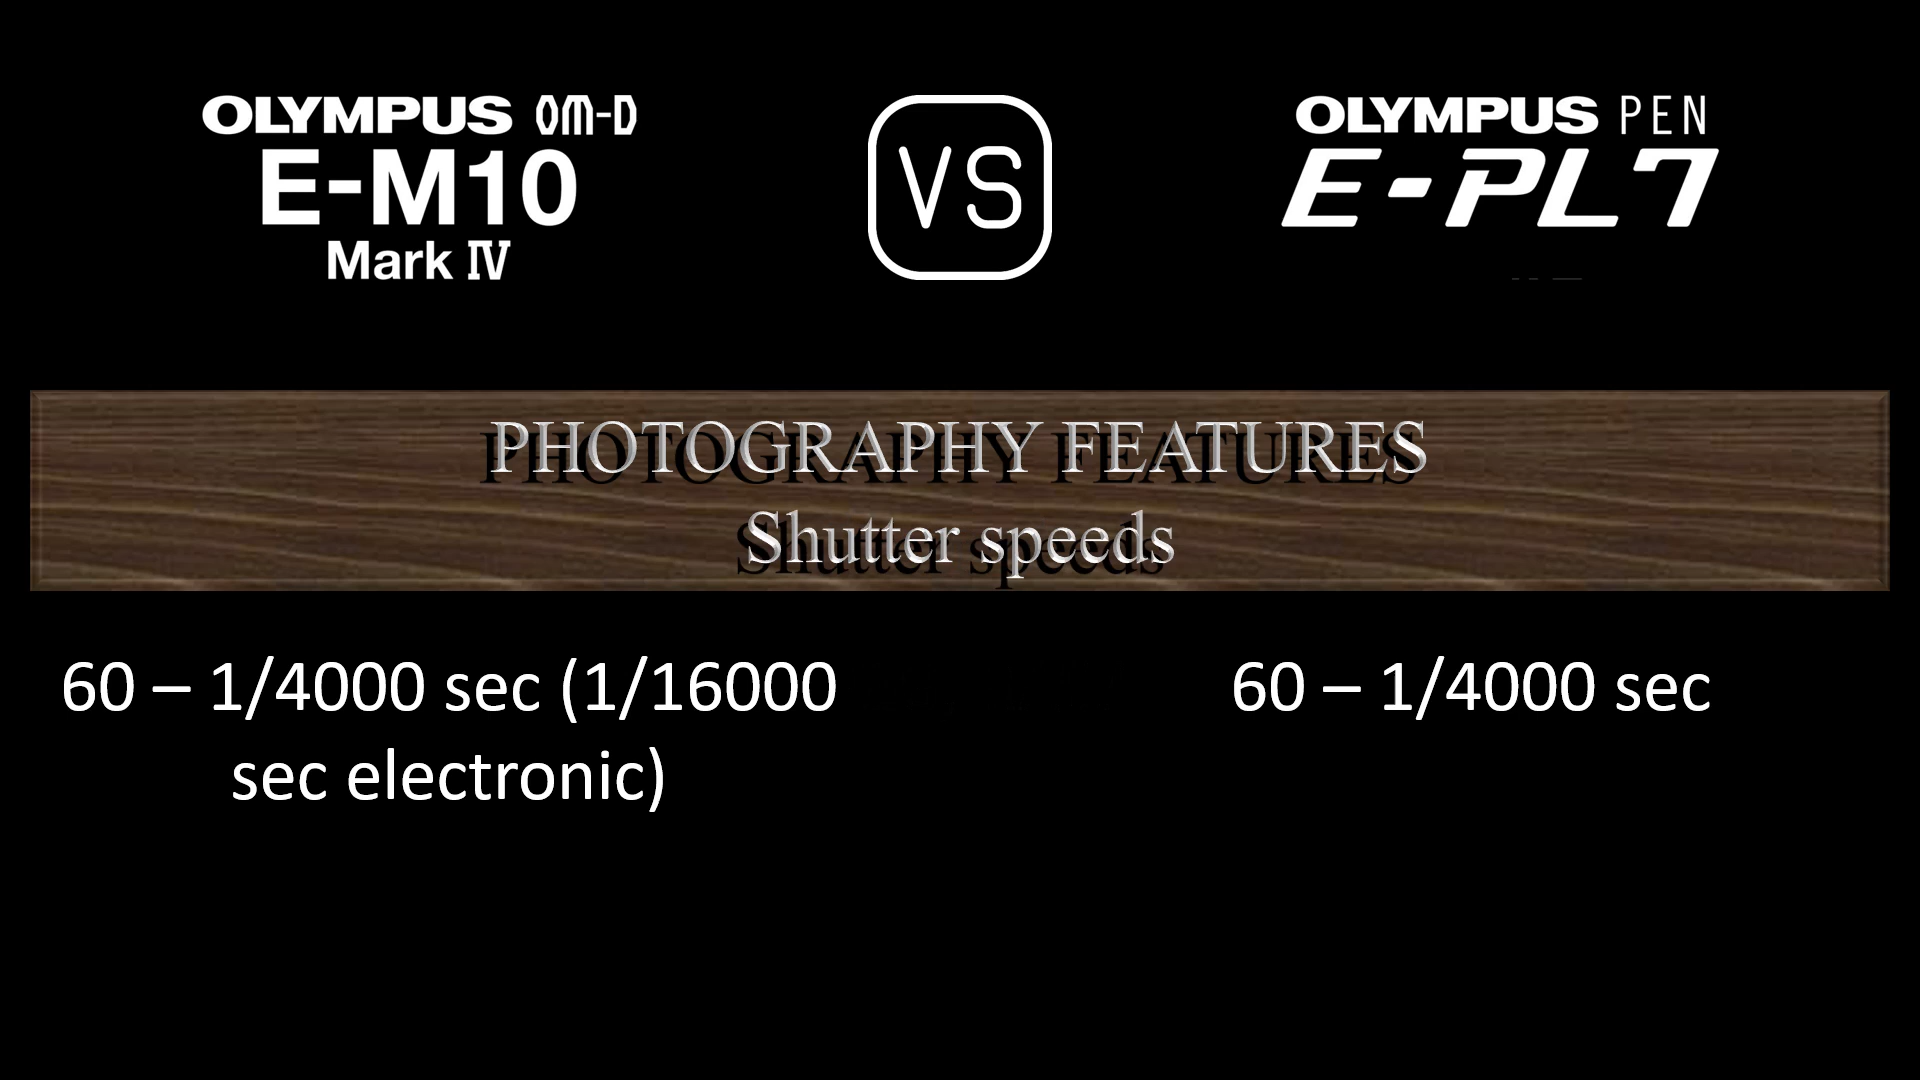 OLYMPUS OM-D
E-M10
Mark IV
VS
OLYMPUS PEN
E-PL7
PHOTOGRAPHY FEATURES
Shutter speeds
60 – 1/4000 sec (1/16000
sec electronic)
60 – 1/4000 sec